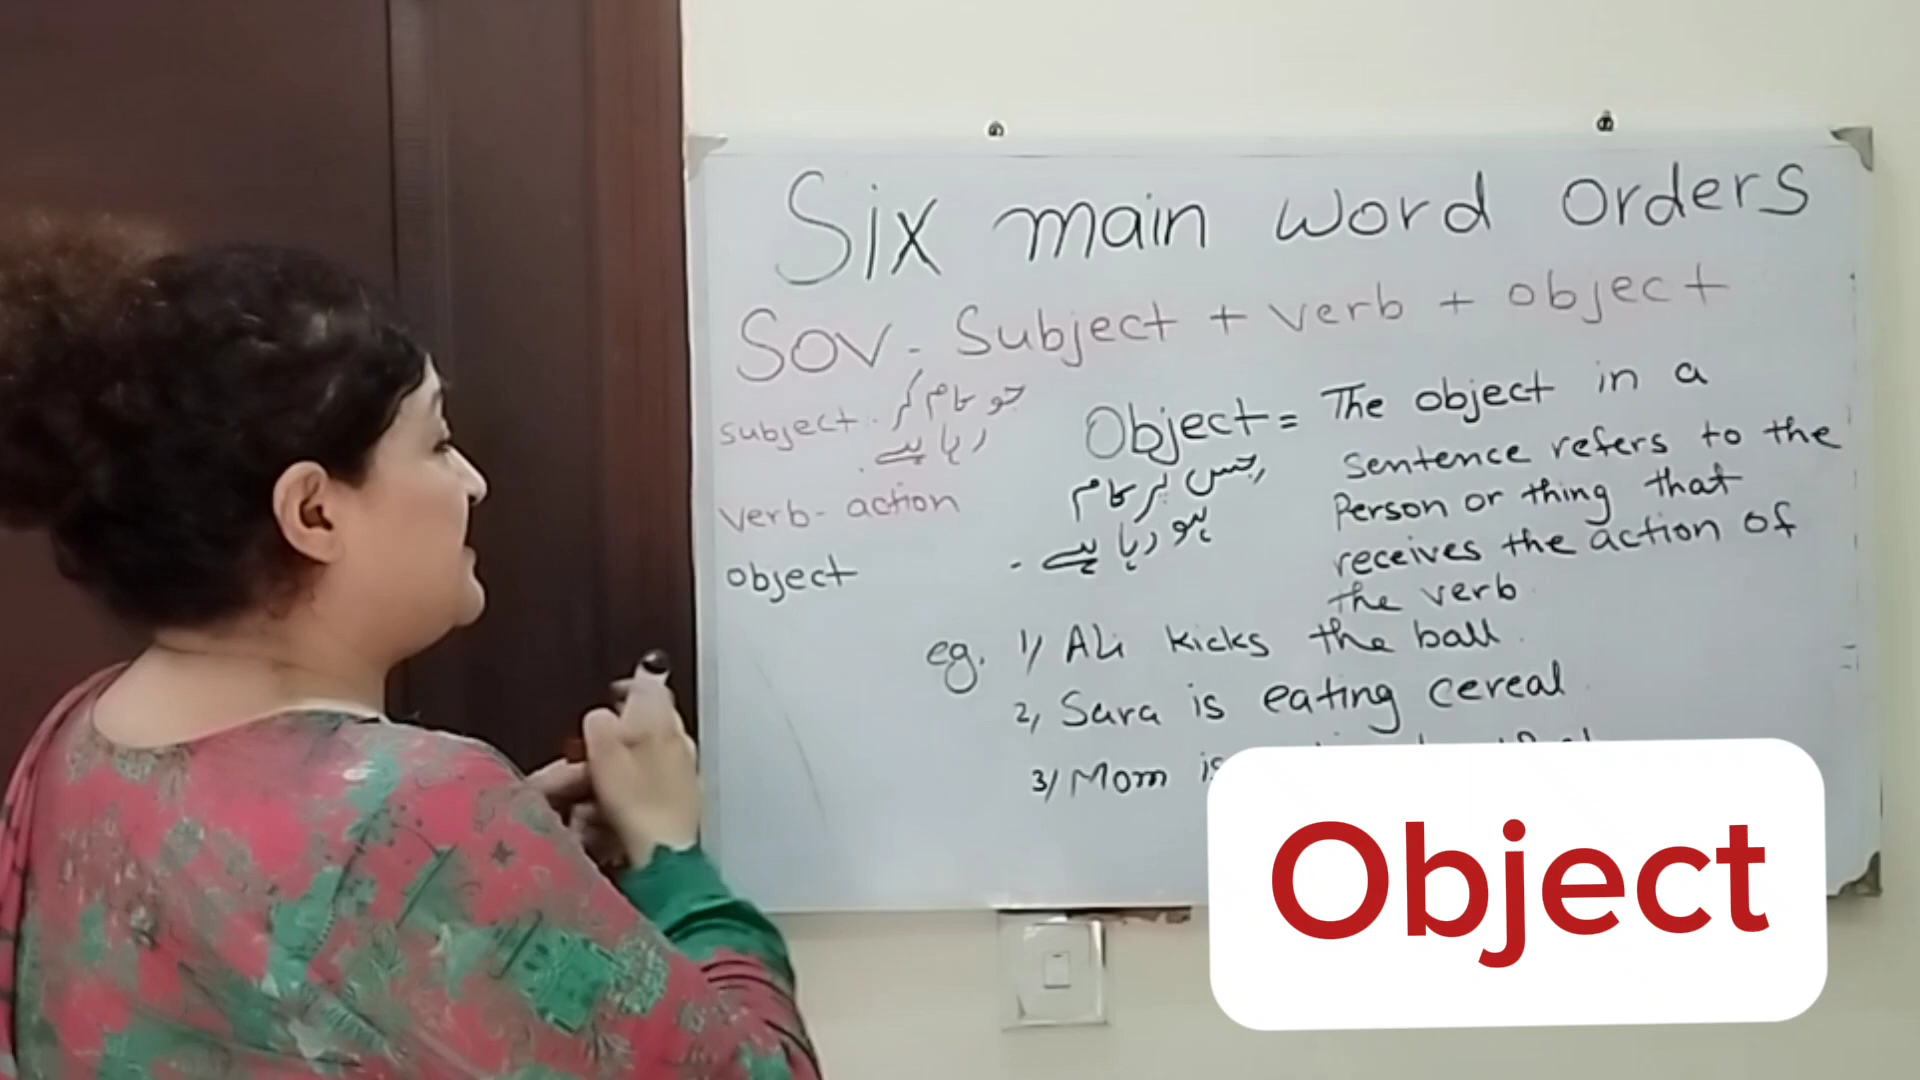 Six main word orders
SOV - Subject + verb + object
subject - جو کام کر
رہا ہے۔
verb - action
object
Object = The object in a
sentence refers to the
Person or thing that
receives the action of
the verb
جس پر کام
ہو رہا ہے۔
eg. 1) Ali kicks the ball.
2) Sara is eating cereal
3) Mom is
Object